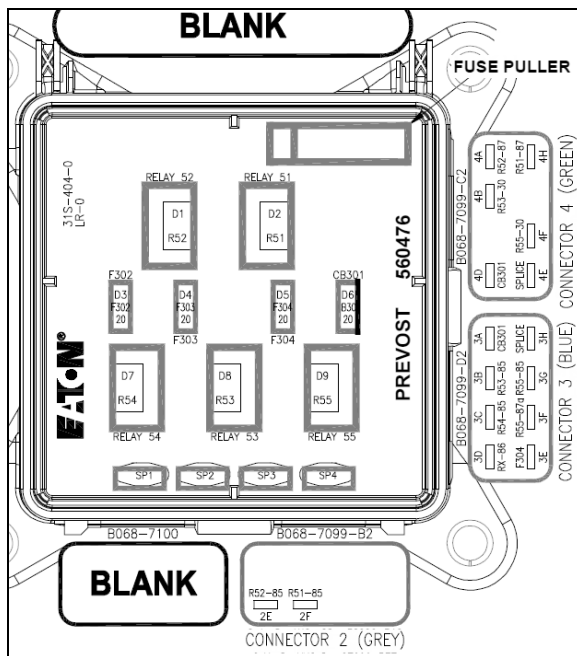 BLANK
FUSE PULLER
31S-404-0
LR-0
RELAY 52
RELAY 51
D1
R52
D2
R51
F302
CB301
D3
F302
20
D4
F303
20
D5
F304
20
D6
B30
20
F303
F304
EATON
PREVOST 560476
D7
R54
D8
R53
D9
R55
RELAY 54
RELAY 53
RELAY 55
SP1
SP2
SP3
SP4
B068-7100
B068-7099-B2
BLANK
R52-85 R51-85
2E 2F
CONNECTOR 2 (GREY)
B068-7099-C2
4A R52-87 R51-87 4H
4B R53-30
R55-30 4F
4D CB301 SPLICE 4E
CONNECTOR 4 (GREEN)
B068-7099-D2
3A CB301 SPLICE 3H
3B R53-85 R55-85 3G
3C R54-85 R55-87a 3F
3D RX-86 F304 3E
CONNECTOR 3 (BLUE)